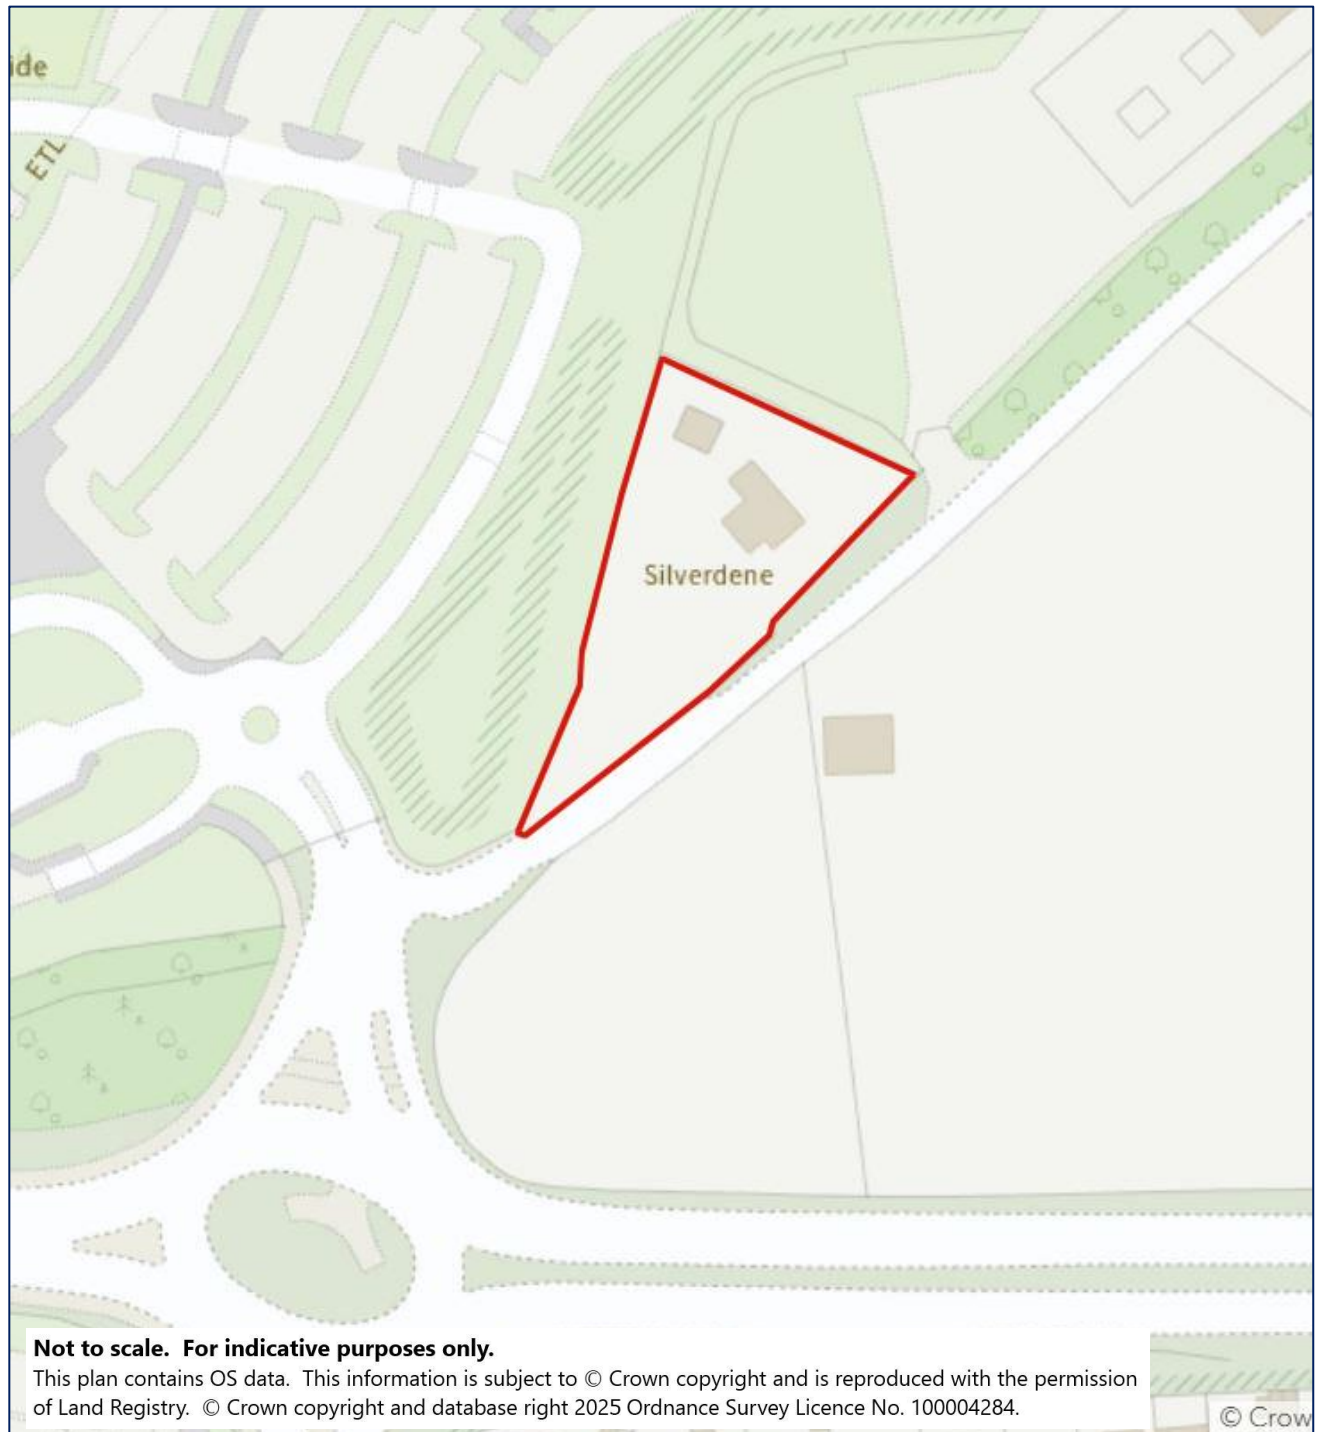 ide
ETL
Silverdene
Not to scale.  For indicative purposes only.
This plan contains OS data.  This information is subject to © Crown copyright and is reproduced with the permission
of Land Registry.  © Crown copyright and database right 2025 Ordnance Survey Licence No. 100004284.
© Crow